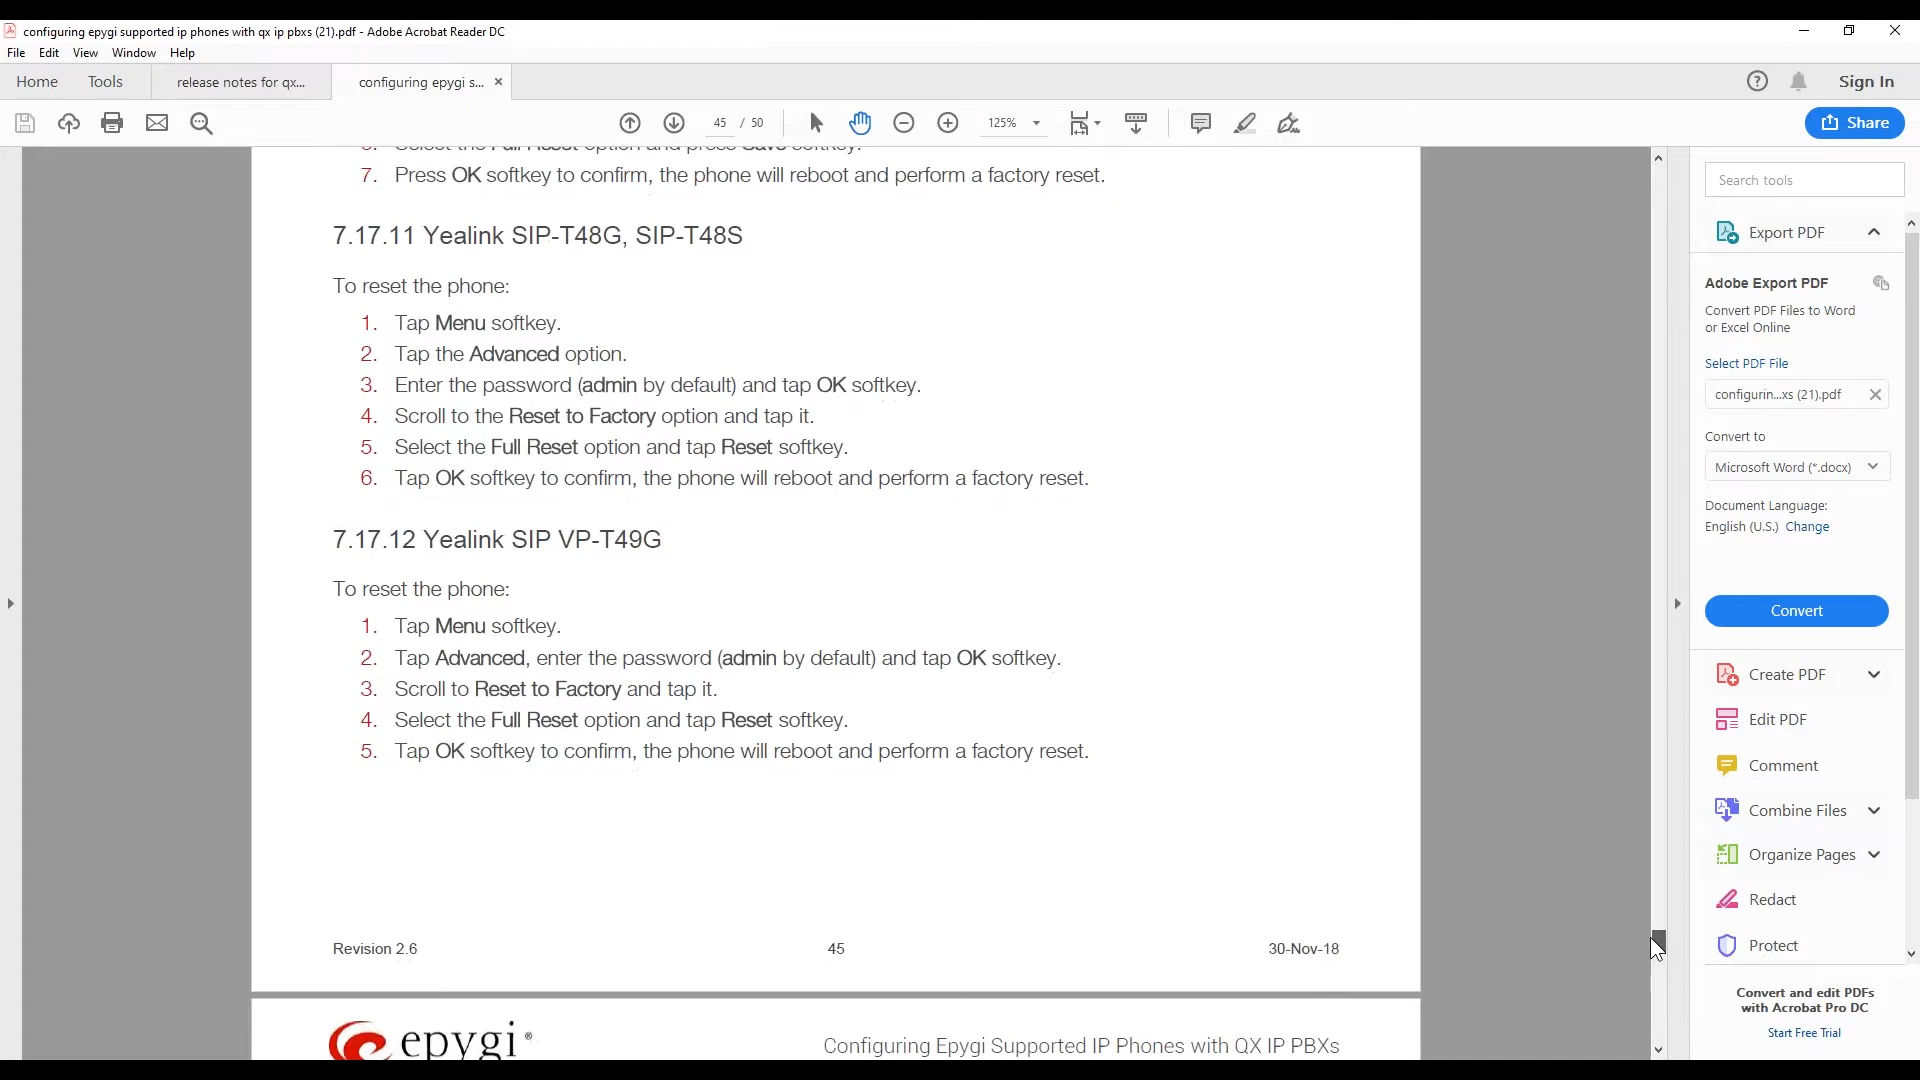 configuring epygi supported ip phones with qx ip pbxs (21).pdf - Adobe Acrobat Reader DC
File Edit View Window Help
Home Tools release notes for qx... configuring epygi s... Sign In
45 / 50 125% Share
6. Select the Full Reset option and press Save softkey.
7. Press OK softkey to confirm, the phone will reboot and perform a factory reset.
7.17.11 Yealink SIP-T48G, SIP-T48S
To reset the phone:
1. Tap Menu softkey.
2. Tap the Advanced option.
3. Enter the password (admin by default) and tap OK softkey.
4. Scroll to the Reset to Factory option and tap it.
5. Select the Full Reset option and tap Reset softkey.
6. Tap OK softkey to confirm, the phone will reboot and perform a factory reset.
7.17.12 Yealink SIP VP-T49G
To reset the phone:
1. Tap Menu softkey.
2. Tap Advanced, enter the password (admin by default) and tap OK softkey.
3. Scroll to Reset to Factory and tap it.
4. Select the Full Reset option and tap Reset softkey.
5. Tap OK softkey to confirm, the phone will reboot and perform a factory reset.
Revision 2.6 45 30-Nov-18
epygi®
Configuring Epygi Supported IP Phones with QX IP PBXs
Search tools
Export PDF
Adobe Export PDF
Convert PDF Files to Word
or Excel Online
Select PDF File
configurin...xs (21).pdf
Convert to
Microsoft Word (*.docx)
Document Language:
English (U.S.) Change
Convert
Create PDF
Edit PDF
Comment
Combine Files
Organize Pages
Redact
Protect
Convert and edit PDFs
with Acrobat Pro DC
Start Free Trial